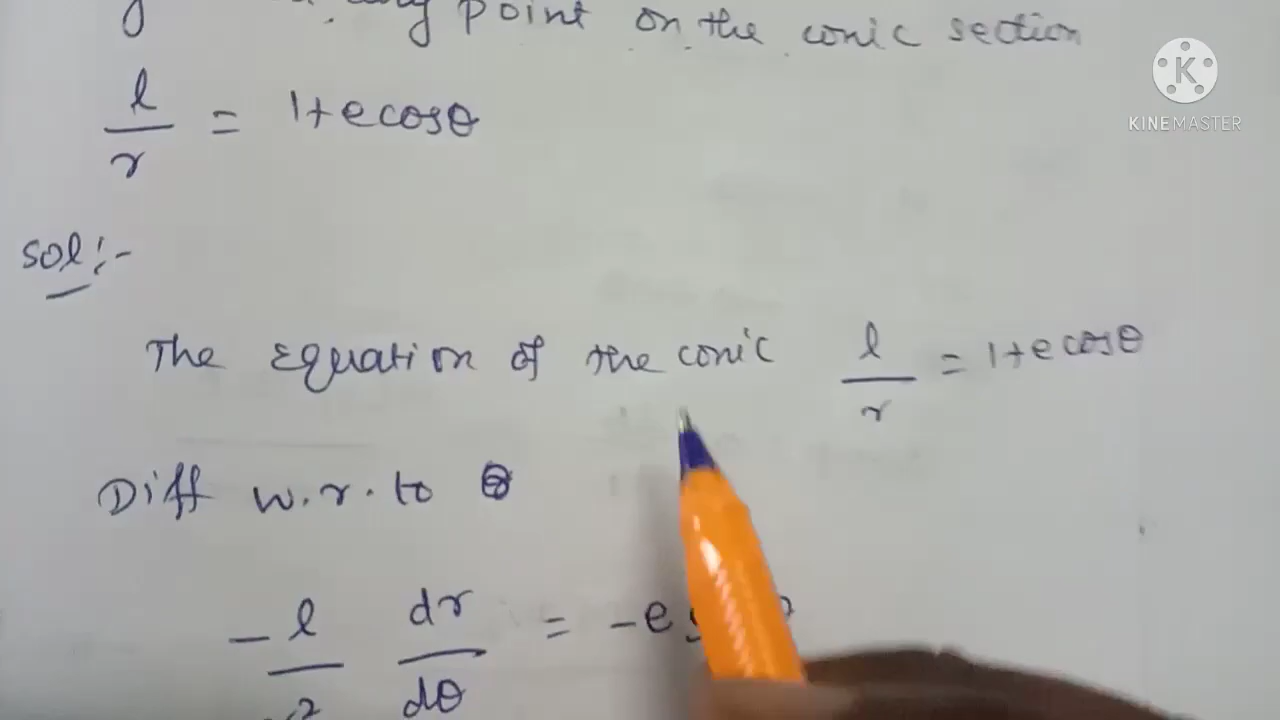 point on the conic section
KINEMASTER
l/r = 1+ecosθ
Sol:-
The Equation of the conic l/r = 1+ecosθ
Diff w.r.to θ
-l/r² dr/dθ = -e